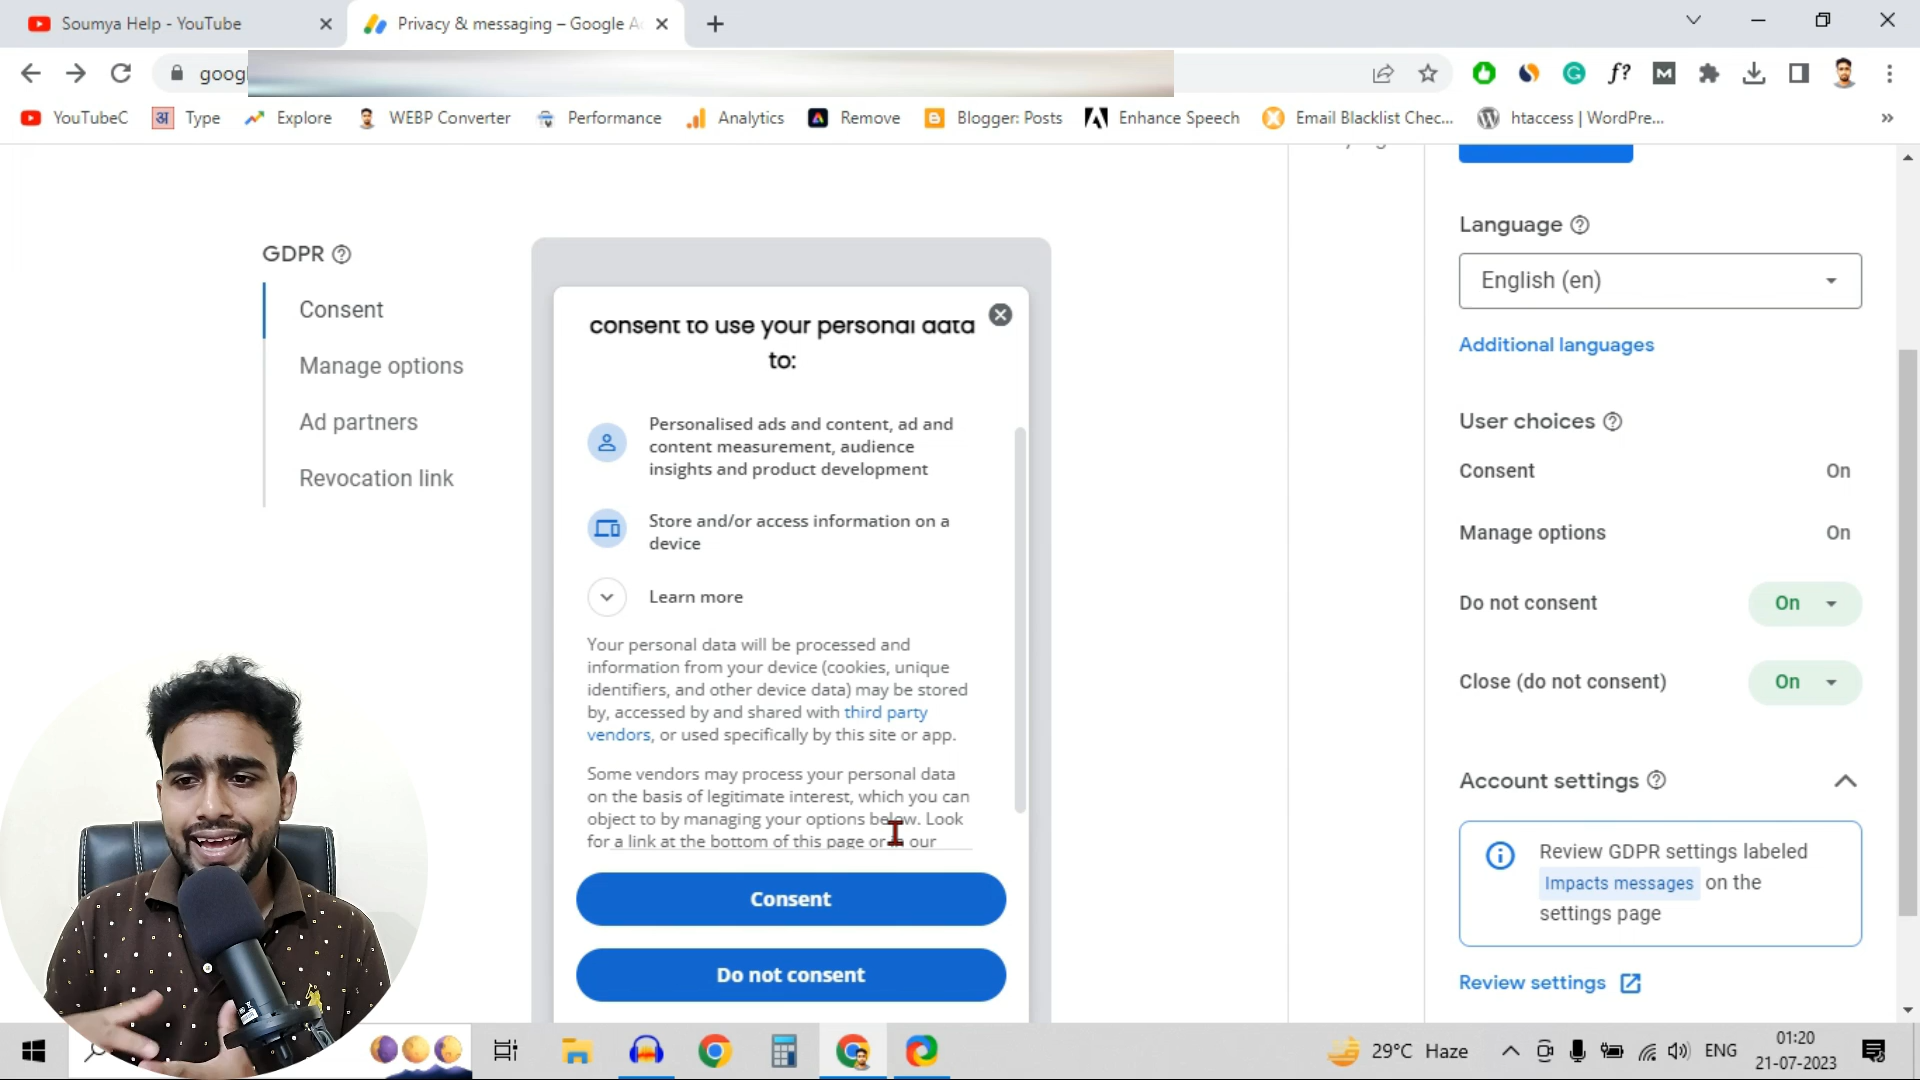 Soumya Help - YouTube
Privacy & messaging – Google A
goog
YouTubeC
Type
Explore
WEBP Converter
Performance
Analytics
Remove
Blogger: Posts
Enhance Speech
Email Blacklist Chec...
htaccess | WordPre...
»
GDPR
Consent
Manage options
Ad partners
Revocation link
consent to use your personal data
to:
Personalised ads and content, ad and
content measurement, audience
insights and product development
Store and/or access information on a
device
Learn more
Your personal data will be processed and
information from your device (cookies, unique
identifiers, and other device data) may be stored
by, accessed by and shared with third party
vendors, or used specifically by this site or app.
Some vendors may process your personal data
on the basis of legitimate interest, which you can
object to by managing your options below. Look
for a link at the bottom of this page or in our
Consent
Do not consent
Language
English (en)
Additional languages
User choices
Consent On
Manage options On
Do not consent On
Close (do not consent) On
Account settings
Review GDPR settings labeled
Impacts messages on the
settings page
Review settings
29°C Haze
ENG
01:20
21-07-2023